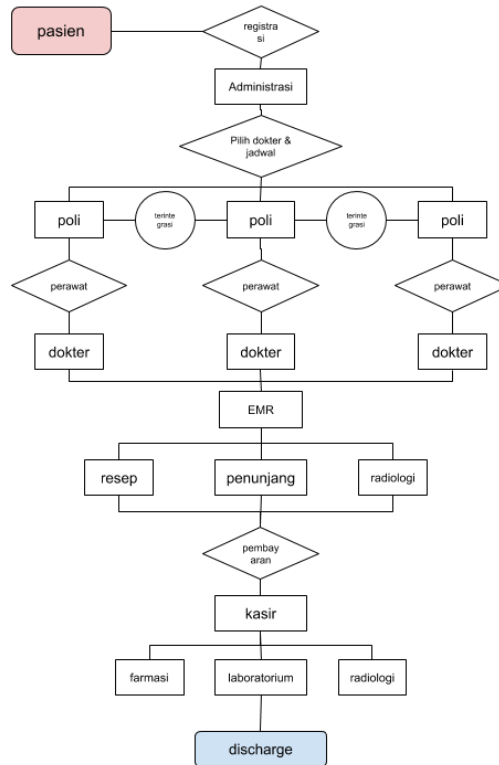 pasien
registra
si
Administrasi
Pilih dokter &
jadwal
poli
terinte
grasi
poli
terinte
grasi
poli
perawat
perawat
perawat
dokter
dokter
dokter
EMR
resep
penunjang
radiologi
pembay
aran
kasir
farmasi
laboratorium
radiologi
discharge